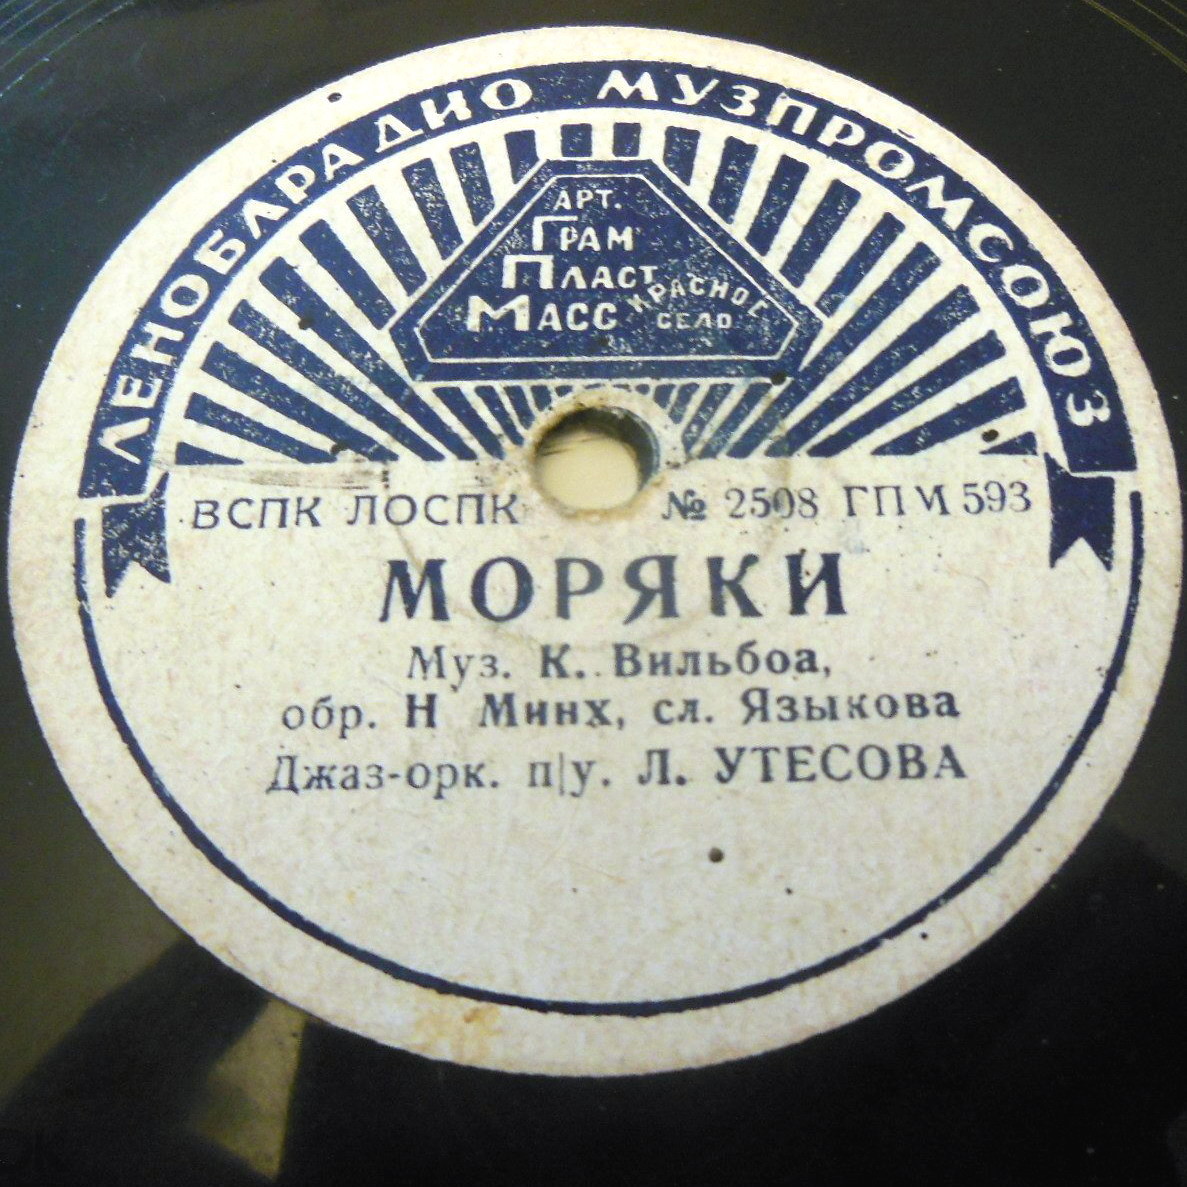 ЛЕНОБЛРАДИО МУЗПРОМСОЮЗ
АРТ.
ГРАМ
ПЛАСТ
МАСС КРАСНОЕ
СЕЛО
ВСПК ЛОСПК № 2508 ГПМ 593
МОРЯКИ
Муз. К. Вильбоа,
обр. Н Минх, сл. Языкова
Джаз-орк. п|у. Л. УТЕСОВА